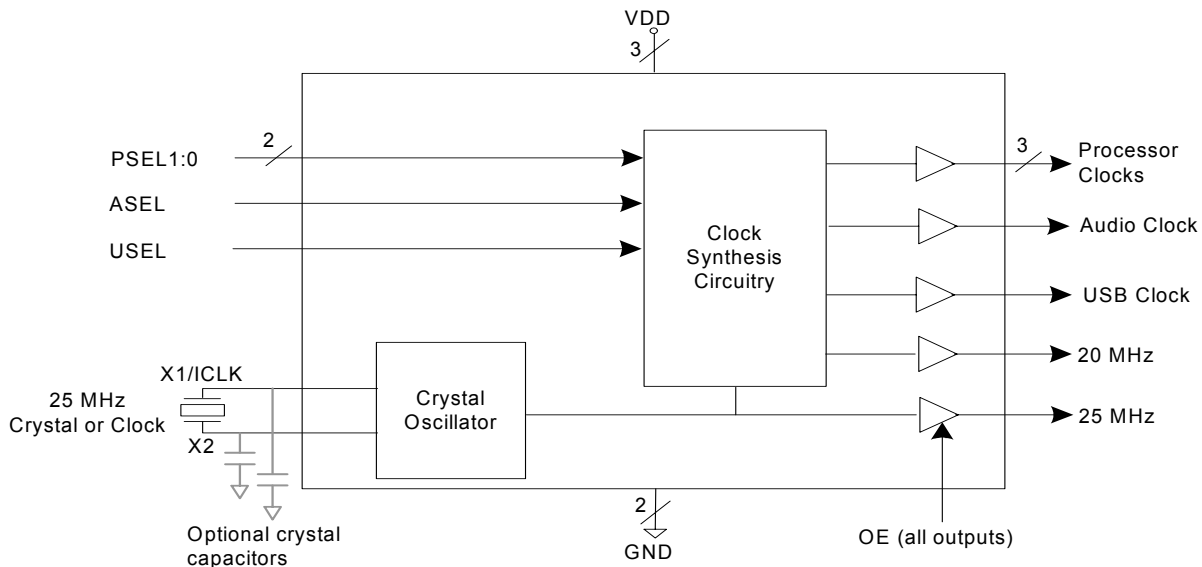 VDD
3
2
PSEL1:0
ASEL
USEL
Clock
Synthesis
Circuitry
3
Processor
Clocks
Audio Clock
USB Clock
20 MHz
25 MHz
X1/ICLK
25 MHz
Crystal or Clock
X2
Crystal
Oscillator
Optional crystal
capacitors
2
GND
OE (all outputs)